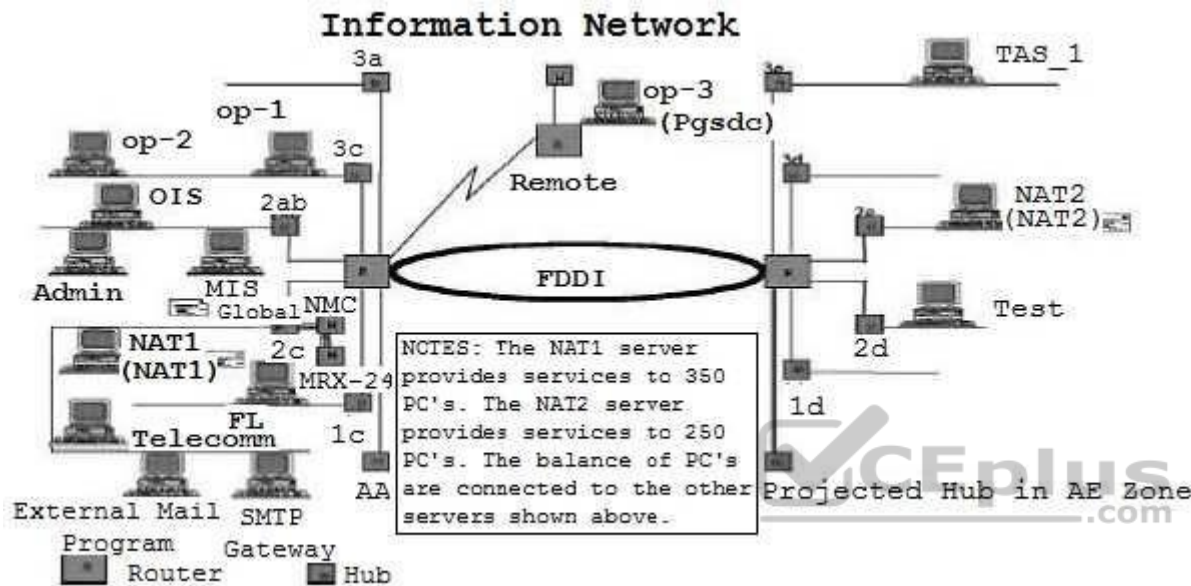 Information Network
3a
TAS_1
op-1
op-3
(Pgsdc)
op-2
3c
3d
Remote
OIS
2ab
NAT2
(NAT2)
FDDI
Admin
MIS
Global
NMC
Test
NAT1
(NAT1)
2c
2d
MRX-24
FL
1c
1d
Telecomm
NOTES: The NAT1 server
provides services to 350
PC's. The NAT2 server
provides services to 250
PC's. The balance of PC's
are connected to the other
servers shown above.
AA
Projected Hub in AE Zone
CEplus
.com
External Mail
Program
SMTP
Gateway
Router
Hub